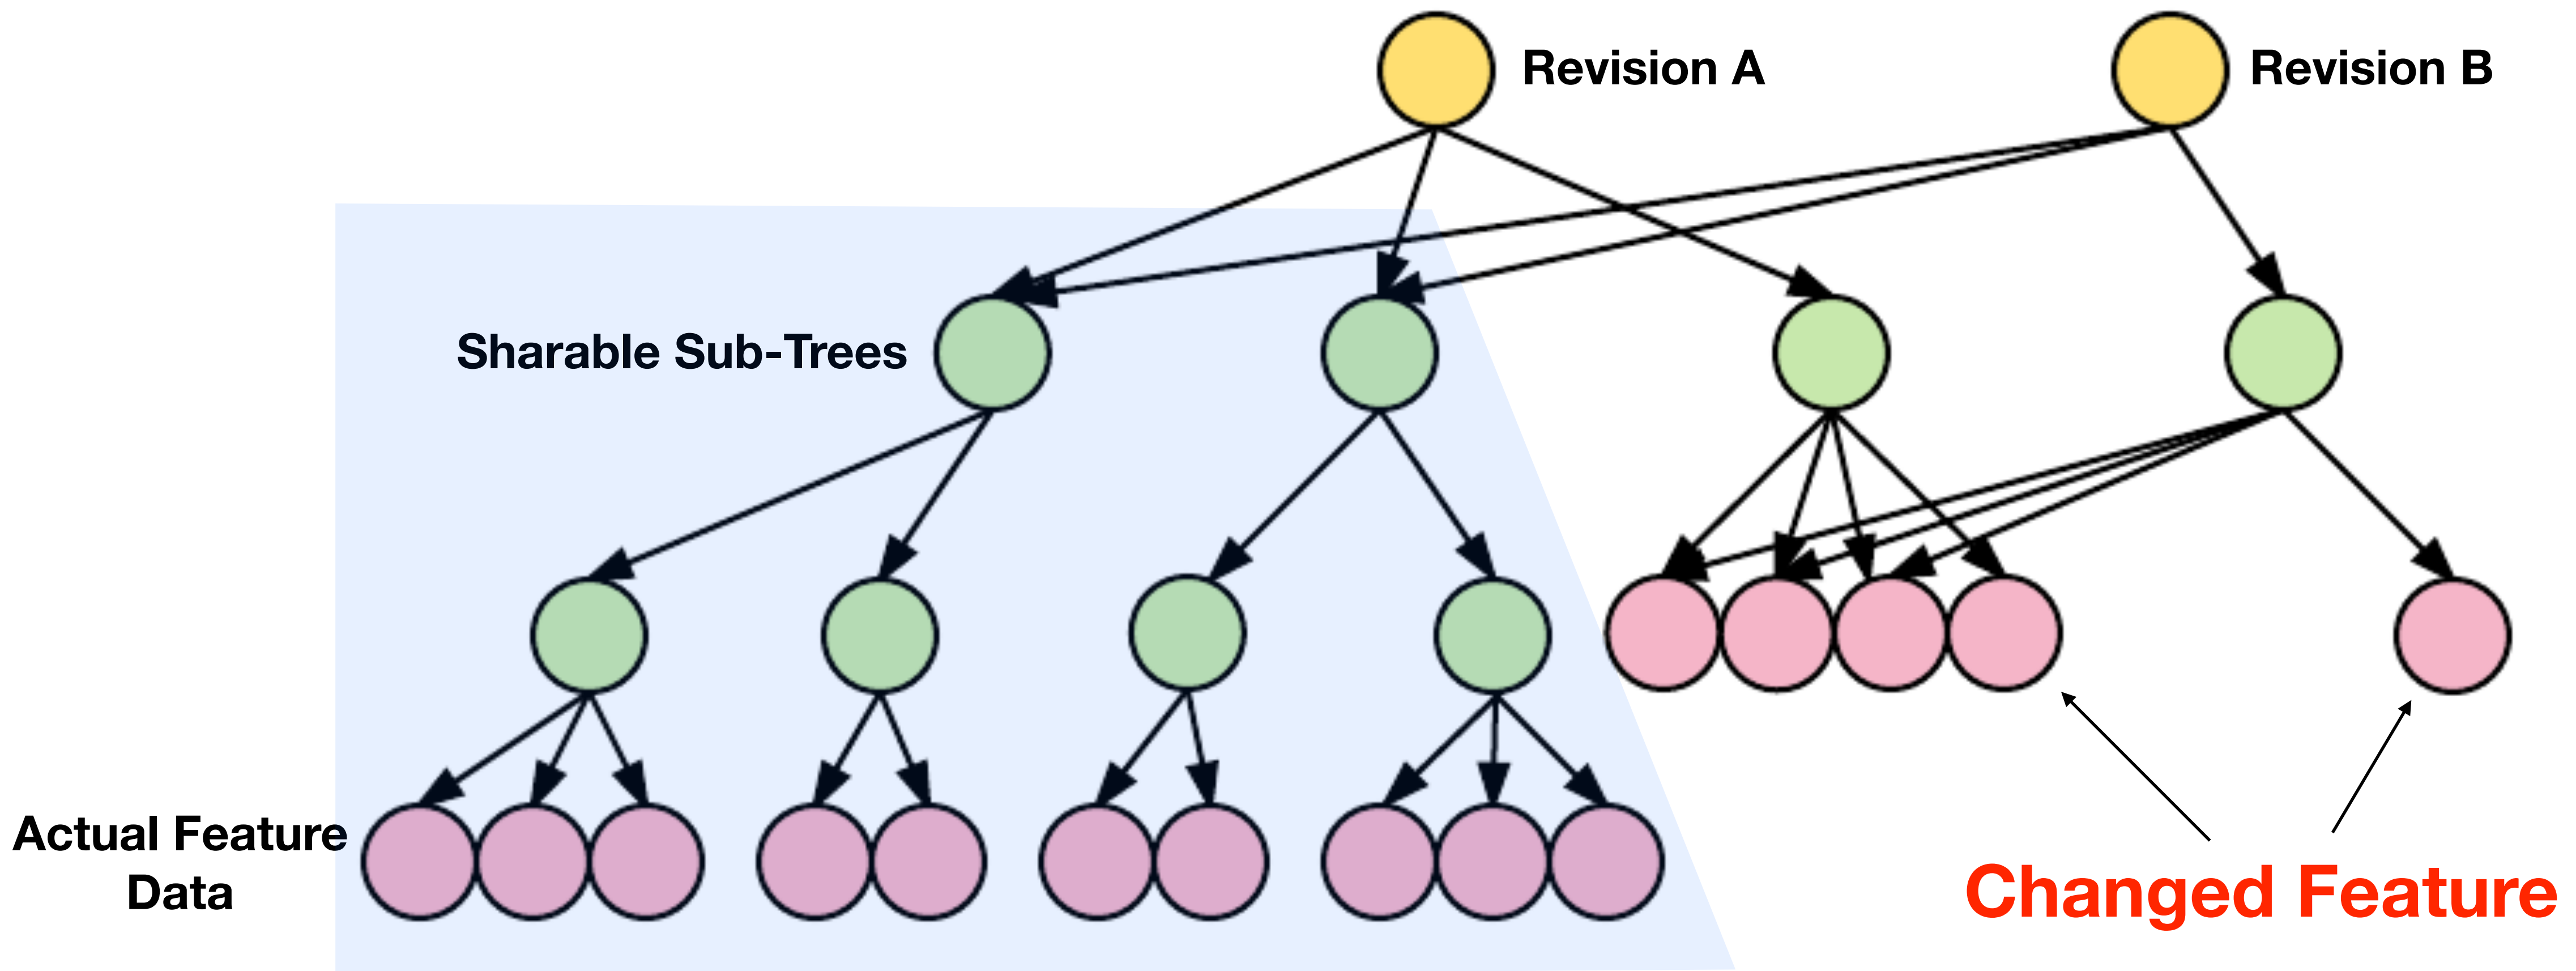 Revision A
Revision B
Sharable Sub-Trees
Actual Feature
Data
Changed Feature